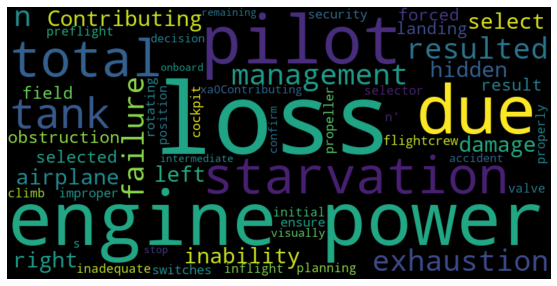 remaining
decision
security
forced
n
Contributing
preflight
pilot
landing
select
total
onboard
management
resulted
hidden
field
tank
failure
rotating
position
cockpit
xa0Contributing
loss
confirm
propeller
selector
n'
due
result
properly
obstruction
flightcrew
damage
selected
left
intermediate
starvation
accident
airplane
valve
climb
improper
engine
power
initial
ensure
visually
s
stop
inability
right
inadequate
switches
inflight
planning
exhaustion